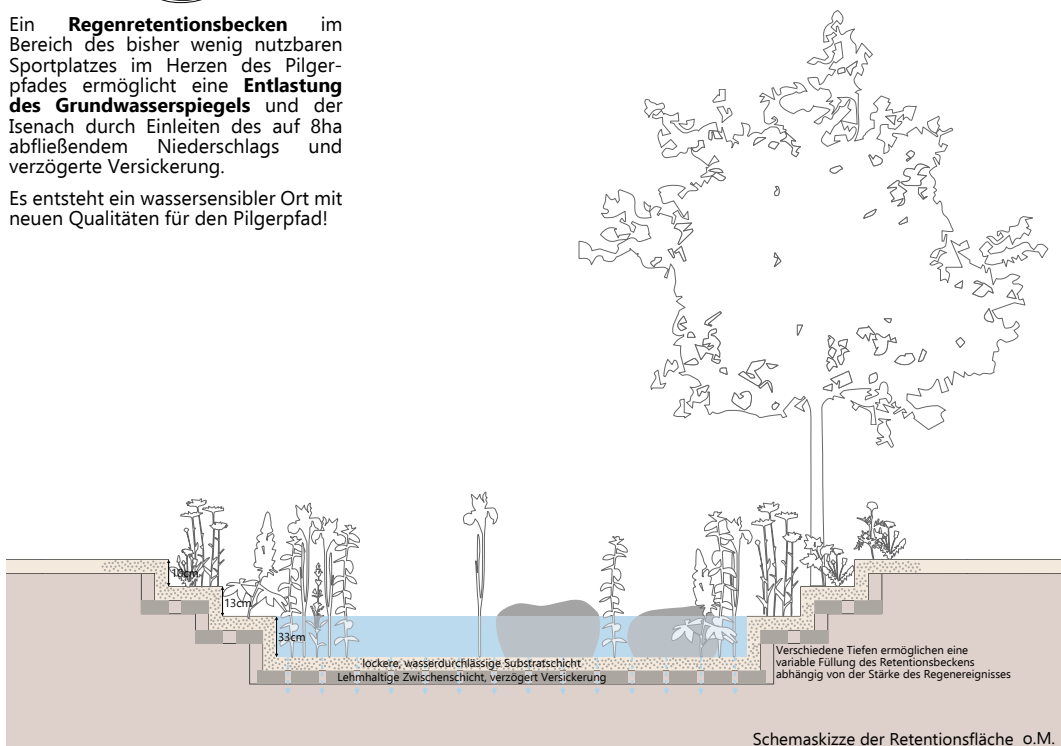 Ein Regenretentionsbecken im
Bereich des bisher wenig nutzbaren
Sportplatzes im Herzen des Pilger-
pfades ermöglicht eine Entlastung
des Grundwasserspiegels und der
Isenach durch Einleiten des auf 8ha
abfließendem Niederschlags und
verzögerte Versickerung.
Es entsteht ein wassersensibler Ort mit
neuen Qualitäten für den Pilgerpfad!
10cm
13cm
33cm
lockere, wasserdurchlässige Substratschicht
Lehmhaltige Zwischenschicht, verzögert Versickerung
Verschiedene Tiefen ermöglichen eine
variable Füllung des Retentionsbeckens
abhängig von der Stärke des Regenereignisses
Schemaskizze der Retentionsfläche o.M.